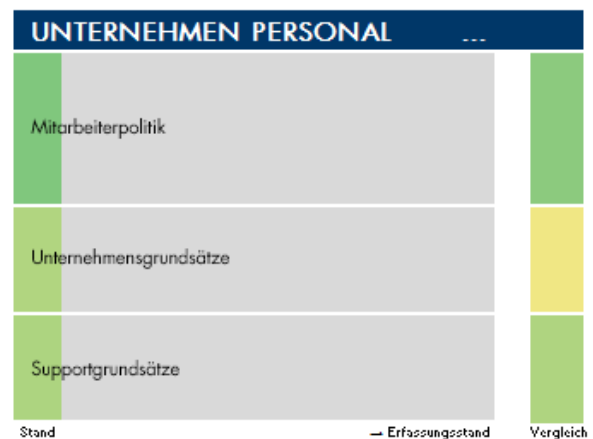 UNTERNEHMEN PERSONAL ...
Mitarbeiterpolitik
Unternehmensgrundsätze
Supportgrundsätze
Stand → Erfassungsstand Vergleich